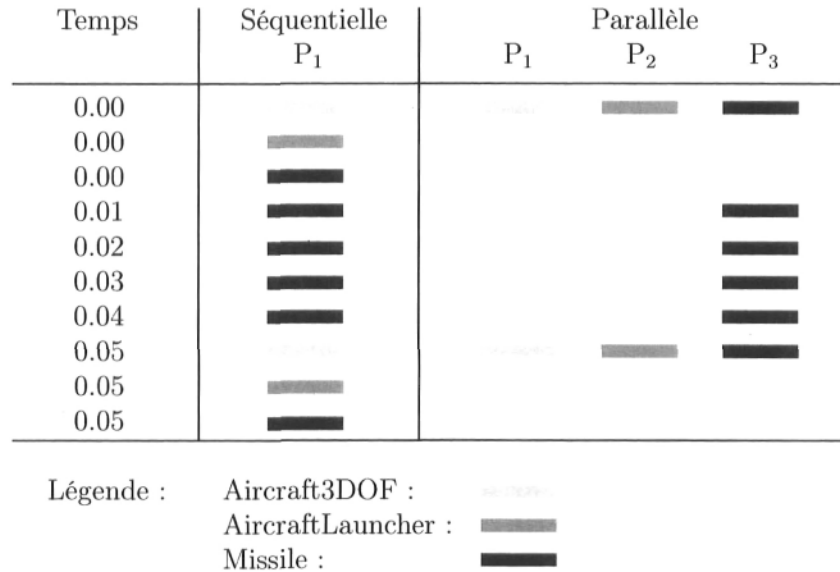 Temps Séquentielle Parallèle
P₁ P₁ P₂ P₃
0.00
0.00
0.00
0.01
0.02
0.03
0.04
0.05
0.05
0.05
Légende : Aircraft3DOF :
AircraftLauncher :
Missile :